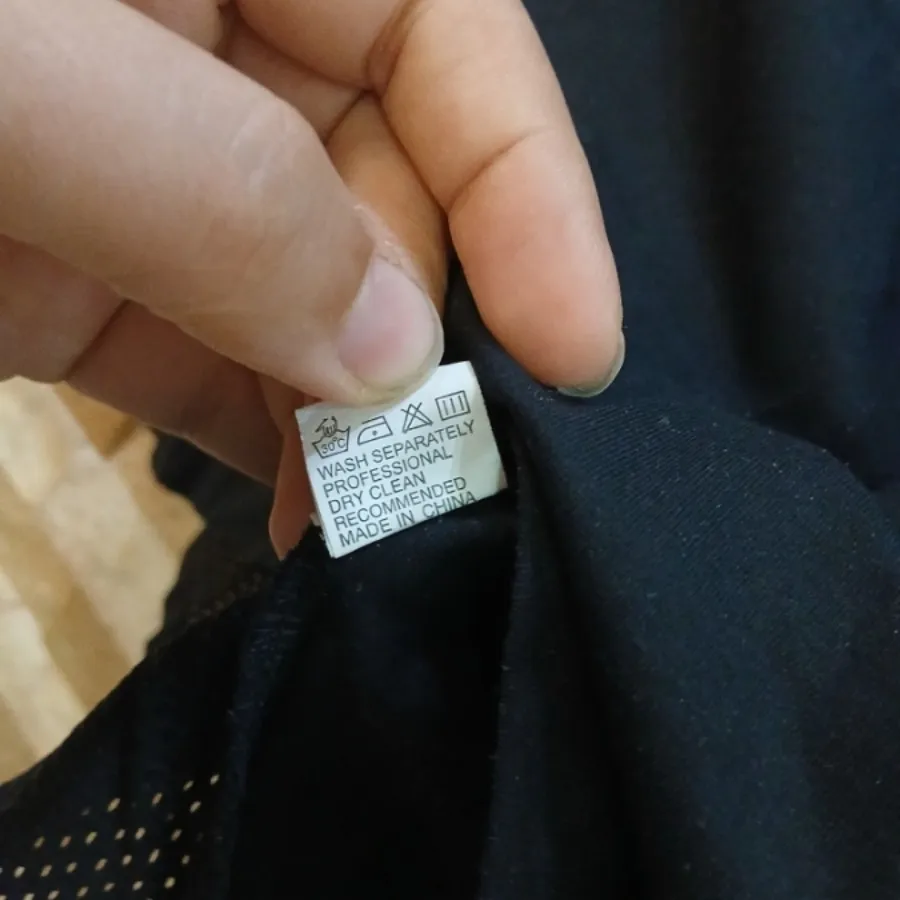 30°C
WASH SEPARATELY
PROFESSIONAL
DRY CLEAN
RECOMMENDED
MADE IN CHINA